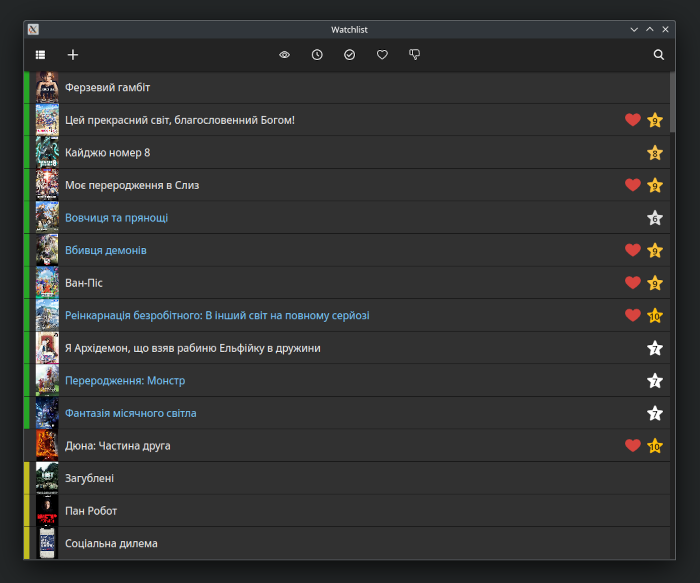 Watchlist
Ферзевий гамбіт
Цей прекрасний світ, благословенний Богом!
9
Кайджю номер 8
8
Моє переродження в Слиз
9
Вовчиця та прянощі
6
Вбивця демонів
9
Ван-Піс
9
Реінкарнація безробітного: В інший світ на повному серйозі
10
Я Архідемон, що взяв рабиню Ельфійку в дружини
7
Переродження: Монстр
7
Фантазія місячного світла
7
Дюна: Частина друга
10
Загублені
Пан Робот
Соціальна дилема